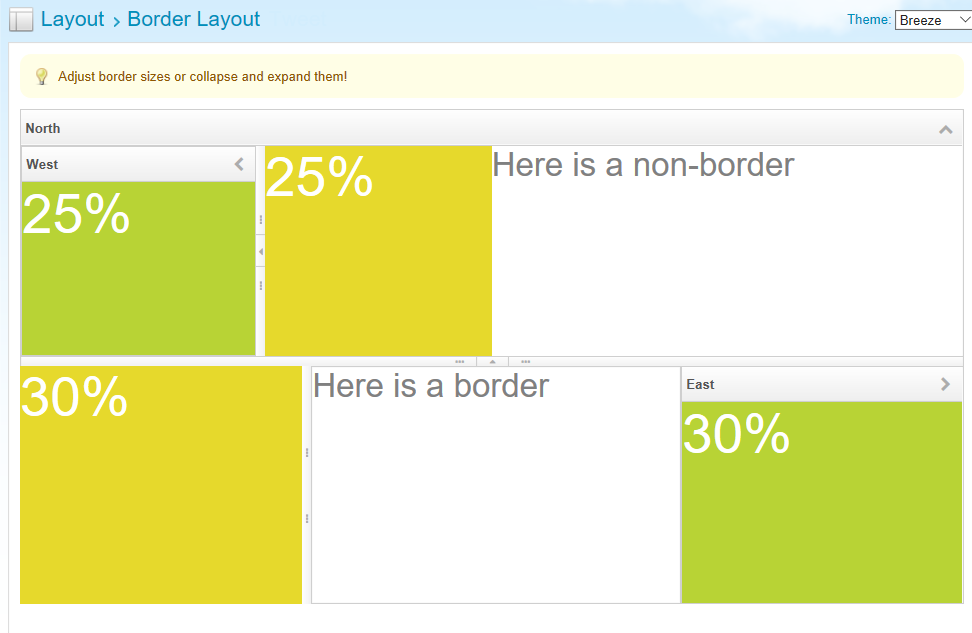 Layout › Border Layout
Theme: Breeze
Adjust border sizes or collapse and expand them!
North
West
25%
25%
Here is a non-border
30%
Here is a border
East
30%